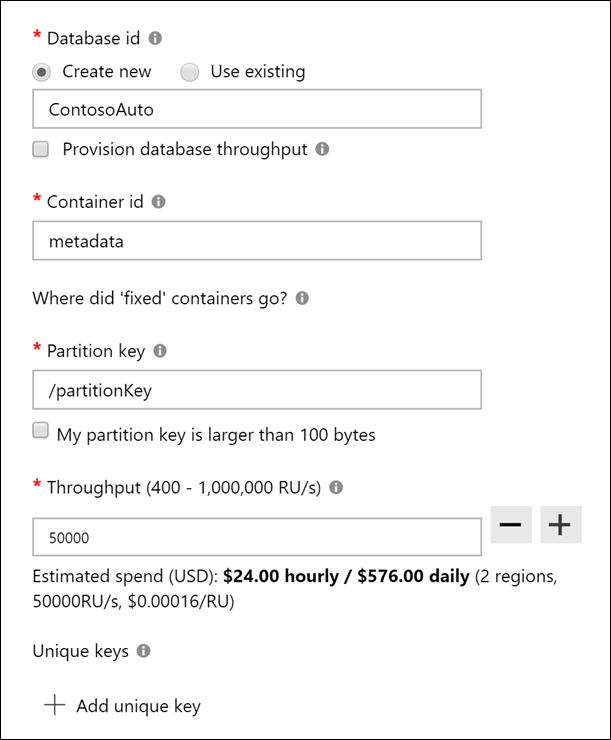 * Database id
Create new Use existing
ContosoAuto
Provision database throughput
* Container id
metadata
Where did 'fixed' containers go?
* Partition key
/partitionKey
My partition key is larger than 100 bytes
* Throughput (400 - 1,000,000 RU/s)
50000
Estimated spend (USD): $24.00 hourly / $576.00 daily (2 regions,
50000RU/s, $0.00016/RU)
Unique keys
Add unique key